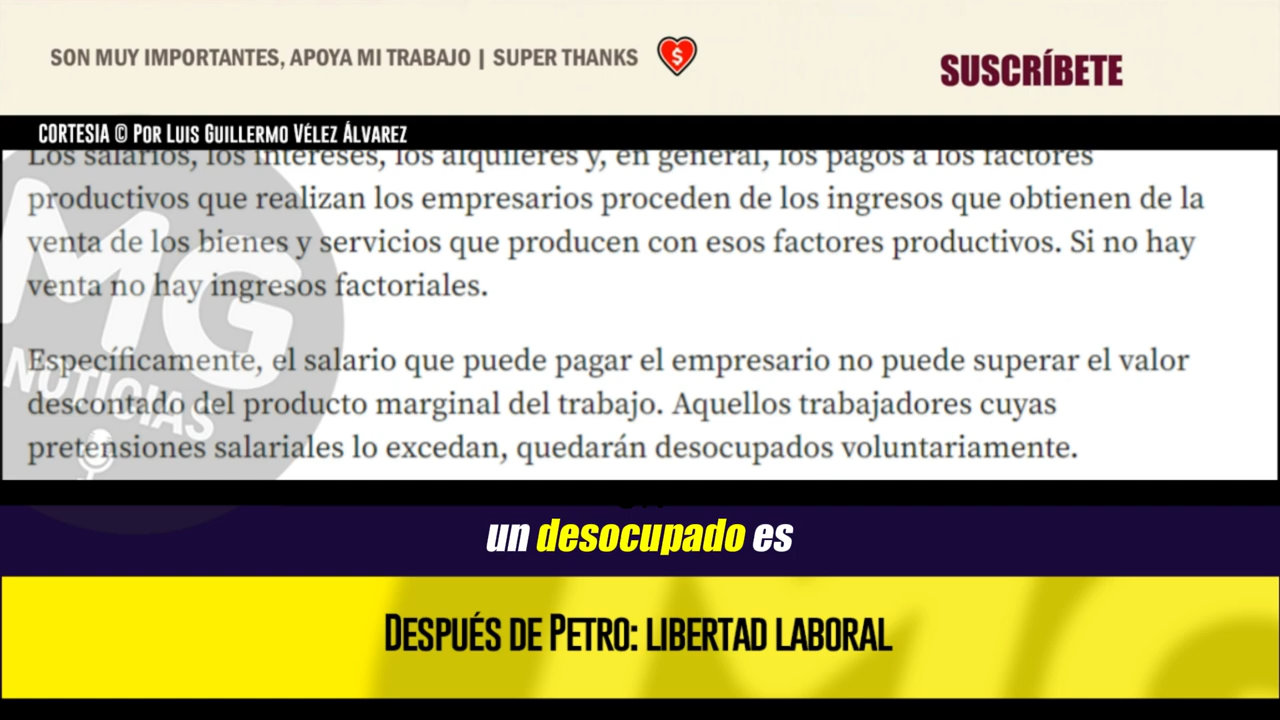 SON MUY IMPORTANTES, APOYA MI TRABAJO | SUPER THANKS
SUSCRÍBETE
CORTESIA © POR LUIS GUILLERMO VÉLEZ ÁLVAREZ
Los salarios, los intereses, los alquileres y, en general, los pagos a los factores
productivos que realizan los empresarios proceden de los ingresos que obtienen de la
venta de los bienes y servicios que producen con esos factores productivos. Si no hay
venta no hay ingresos factoriales.
Específicamente, el salario que puede pagar el empresario no puede superar el valor
descontado del producto marginal del trabajo. Aquellos trabajadores cuyas
pretensiones salariales lo excedan, quedarán desocupados voluntariamente.
MG
NOTICIAS
un desocupado es
DESPUÉS DE PETRO: LIBERTAD LABORAL